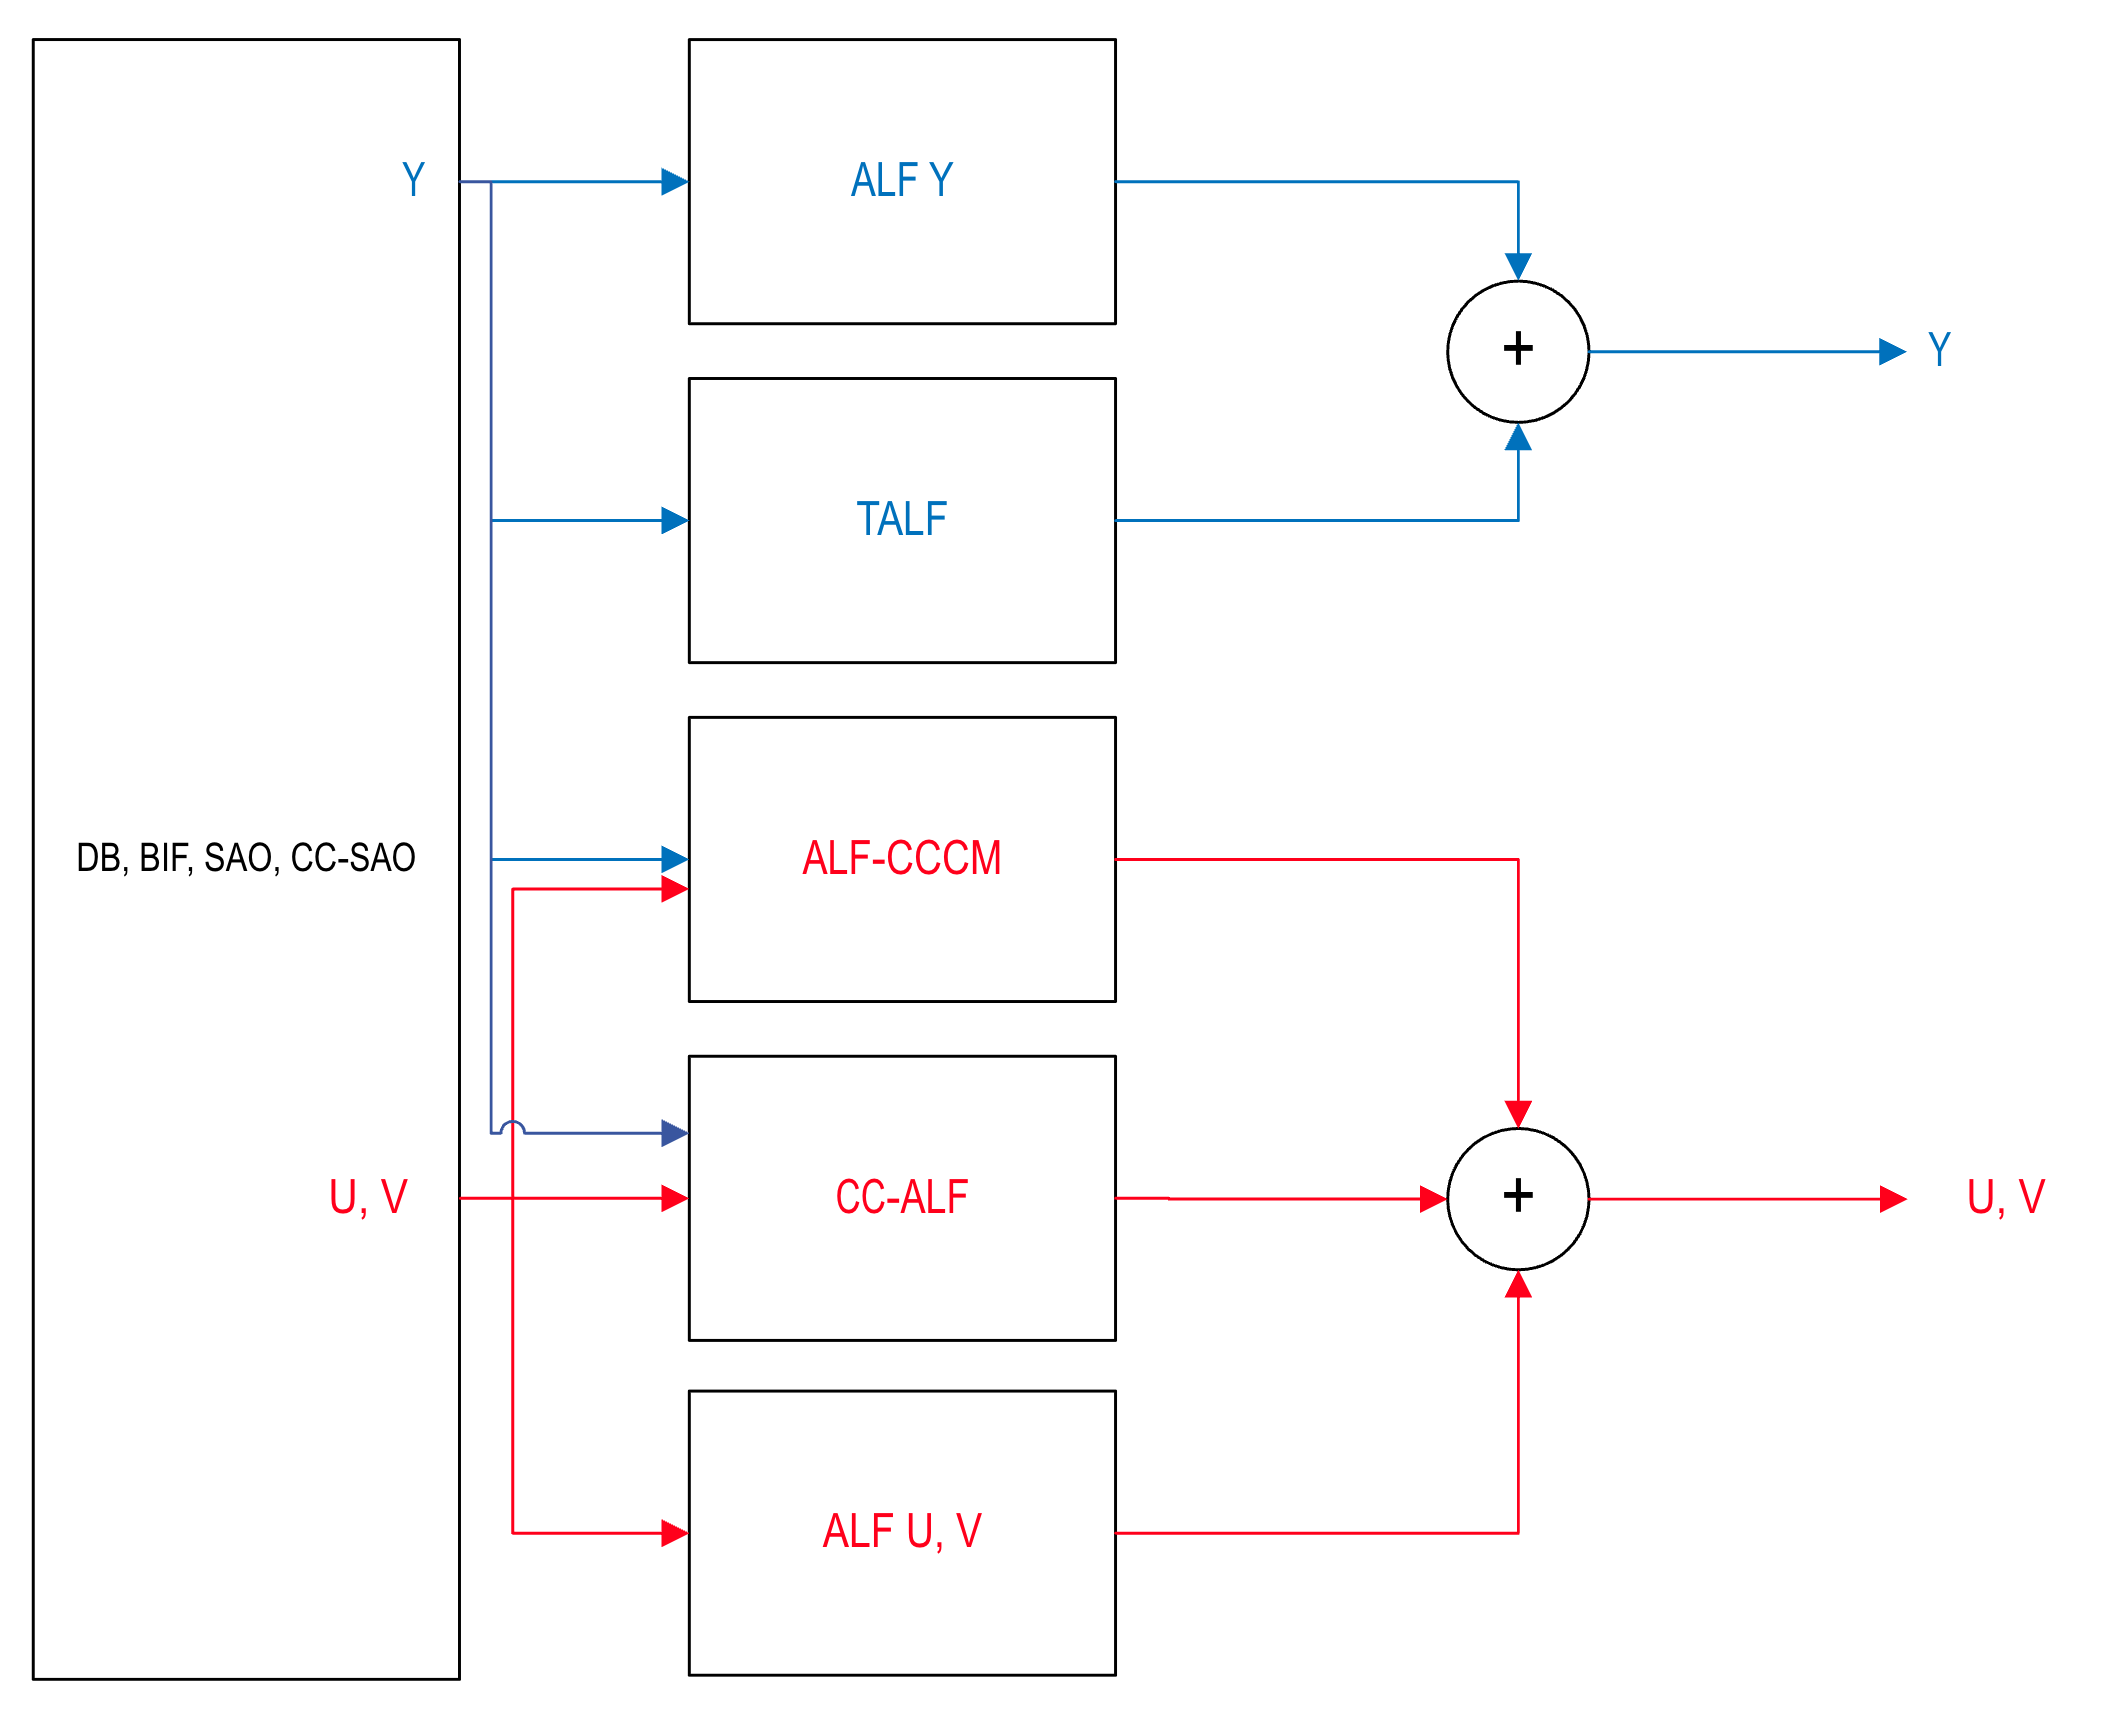 Y
ALF Y
+
Y
TALF
DB, BIF, SAO, CC-SAO
ALF-CCCM
U, V
CC-ALF
+
U, V
ALF U, V